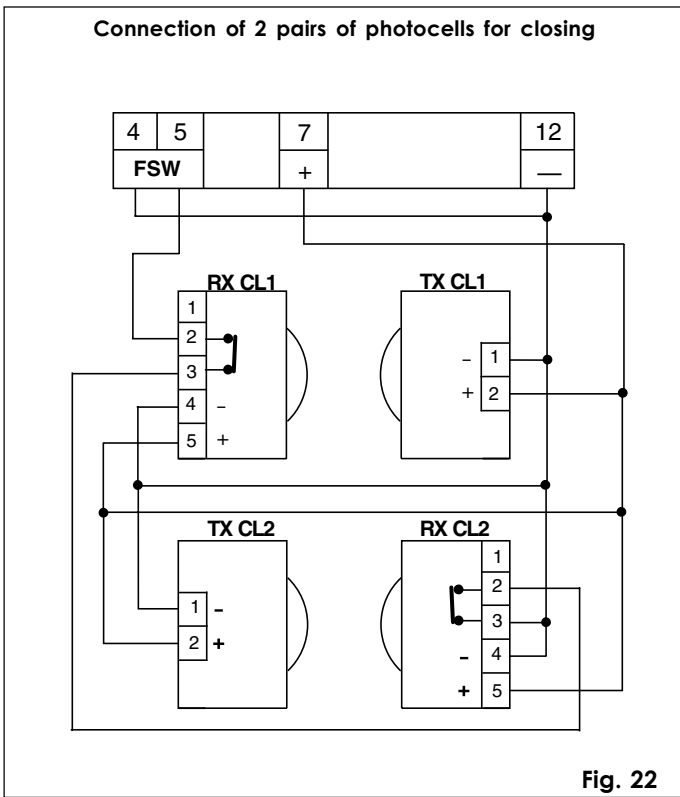 Connection of 2 pairs of photocells for closing
4 5 7 12
FSW + —
RX CL1 TX CL1
1
2
3
4 -
5 +
- 1
+ 2
TX CL2 RX CL2
1 -
2 +
1
2
3
- 4
+ 5
Fig. 22